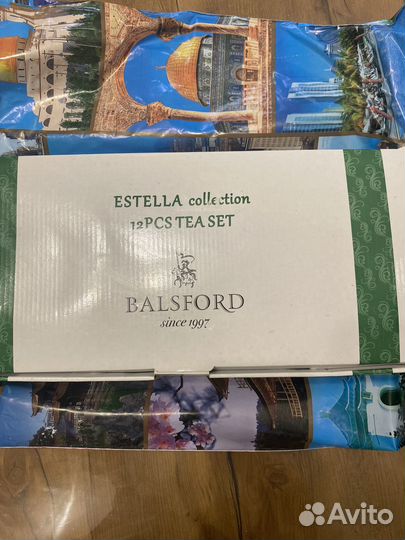 ESTELLA collection
12PCS TEA SET
BALSFORD
since 1997
Avito